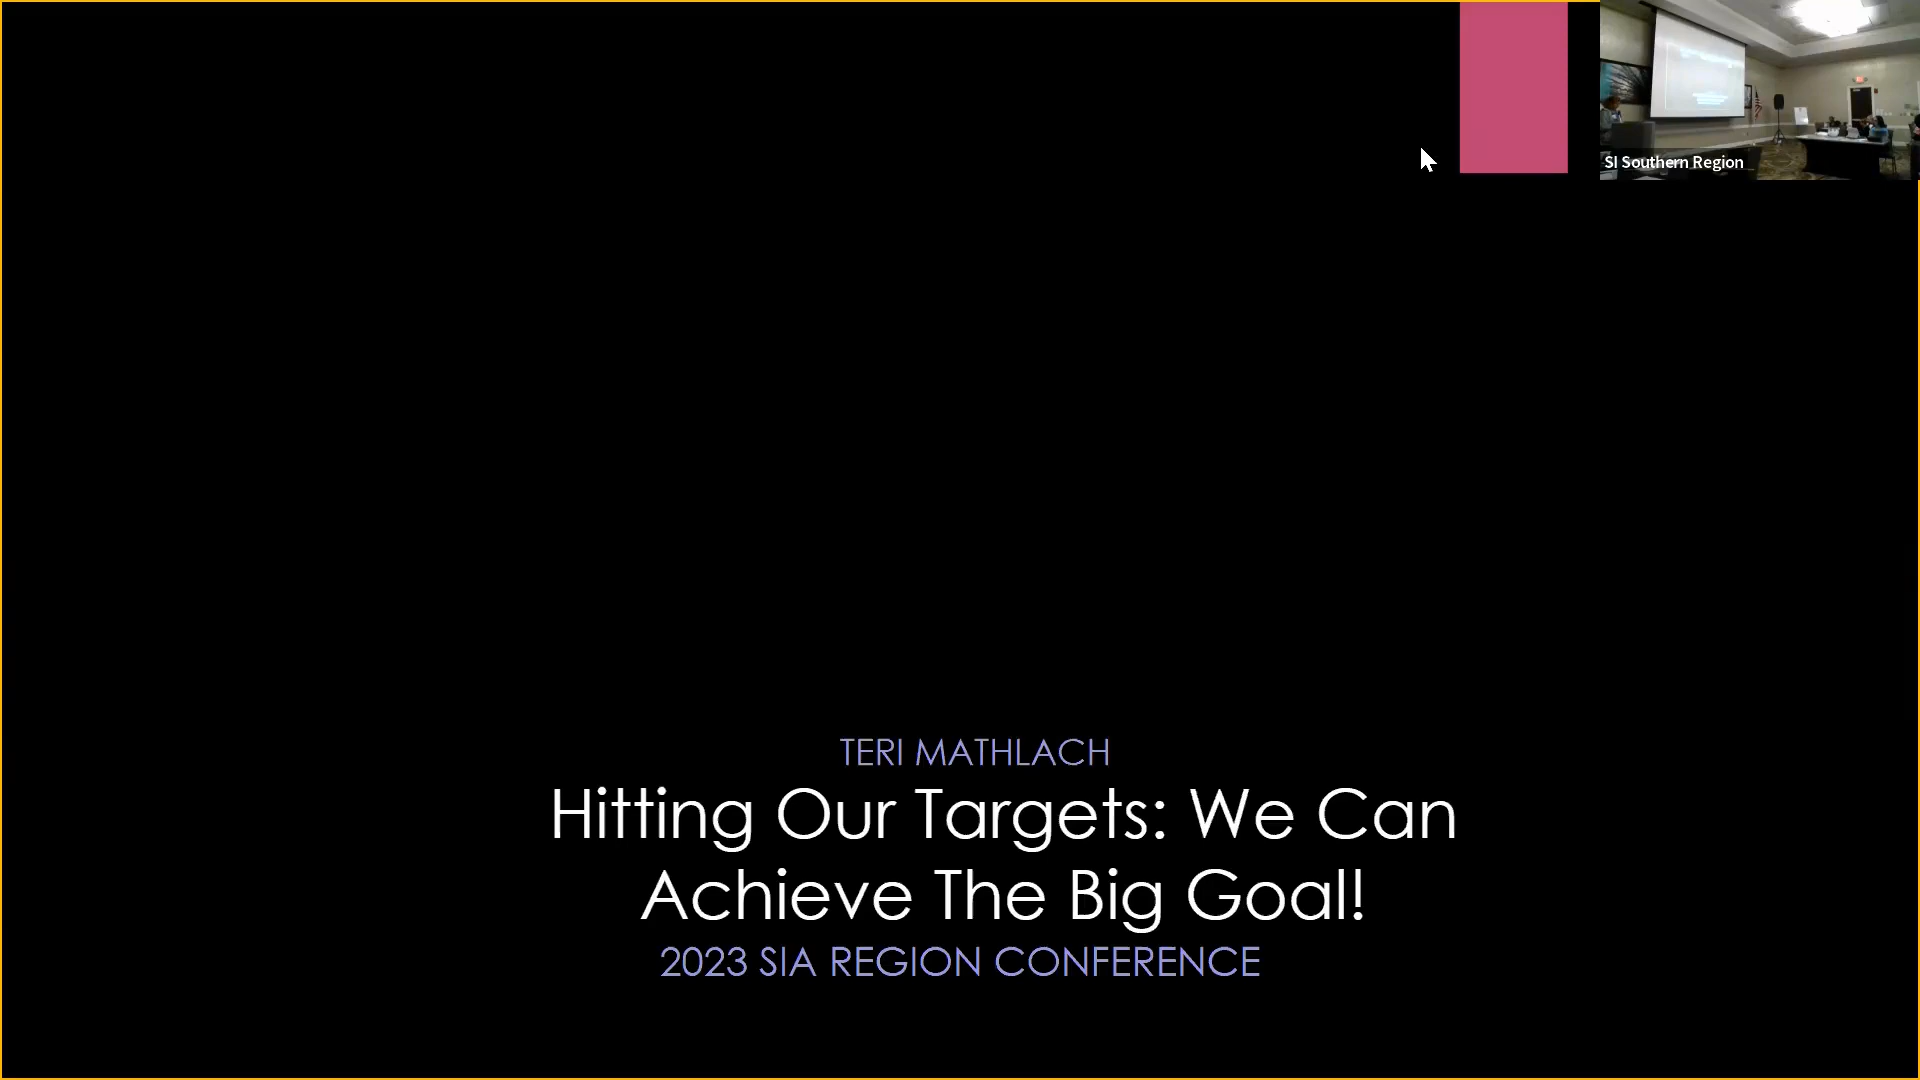 SI Southern Region
TERI MATHLACH
Hitting Our Targets: We Can
Achieve The Big Goal!
2023 SIA REGION CONFERENCE